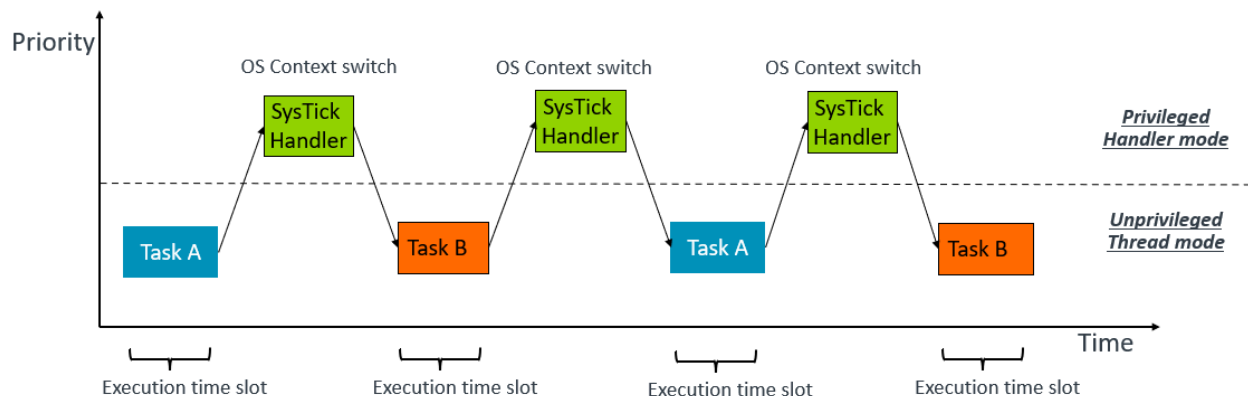 Priority
OS Context switch
OS Context switch
OS Context switch
SysTick
Handler
SysTick
Handler
SysTick
Handler
Privileged
Handler mode
Task A
Task B
Task A
Task B
Unprivileged
Thread mode
Time
Execution time slot
Execution time slot
Execution time slot
Execution time slot